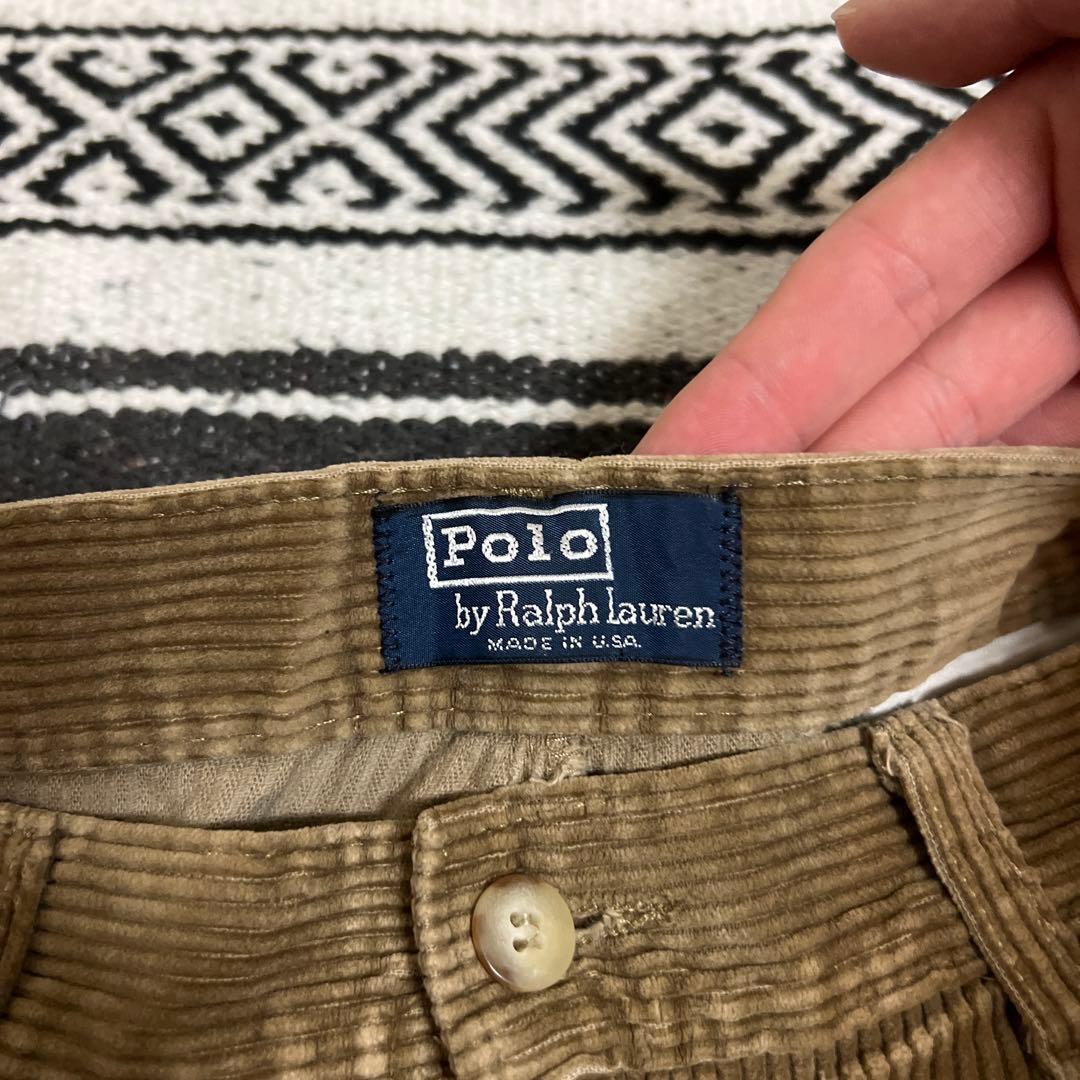 Polo
by Ralph Lauren
MADE IN U.S.A.